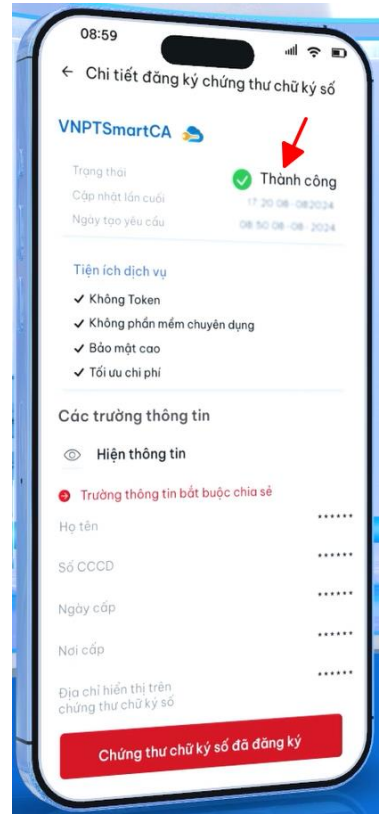 08:59
← Chi tiết đăng ký chứng thư chữ ký số
VNPTSmartCA
Trạng thái Thành công
Cập nhật lần cuối 17:20 08-082024
Ngày tạo yêu cầu 08:50 08-08-2024
Tiện ích dịch vụ
✓ Không Token
✓ Không phần mềm chuyên dụng
✓ Bảo mật cao
✓ Tối ưu chi phí
Các trường thông tin
Hiện thông tin
Trường thông tin bắt buộc chia sẻ
Họ tên ••••••
Số CCCD ••••••
Ngày cấp ••••••
Nơi cấp ••••••
Địa chỉ hiển thị trên ••••••
chứng thư chữ ký số
Chứng thư chữ ký số đã đăng ký